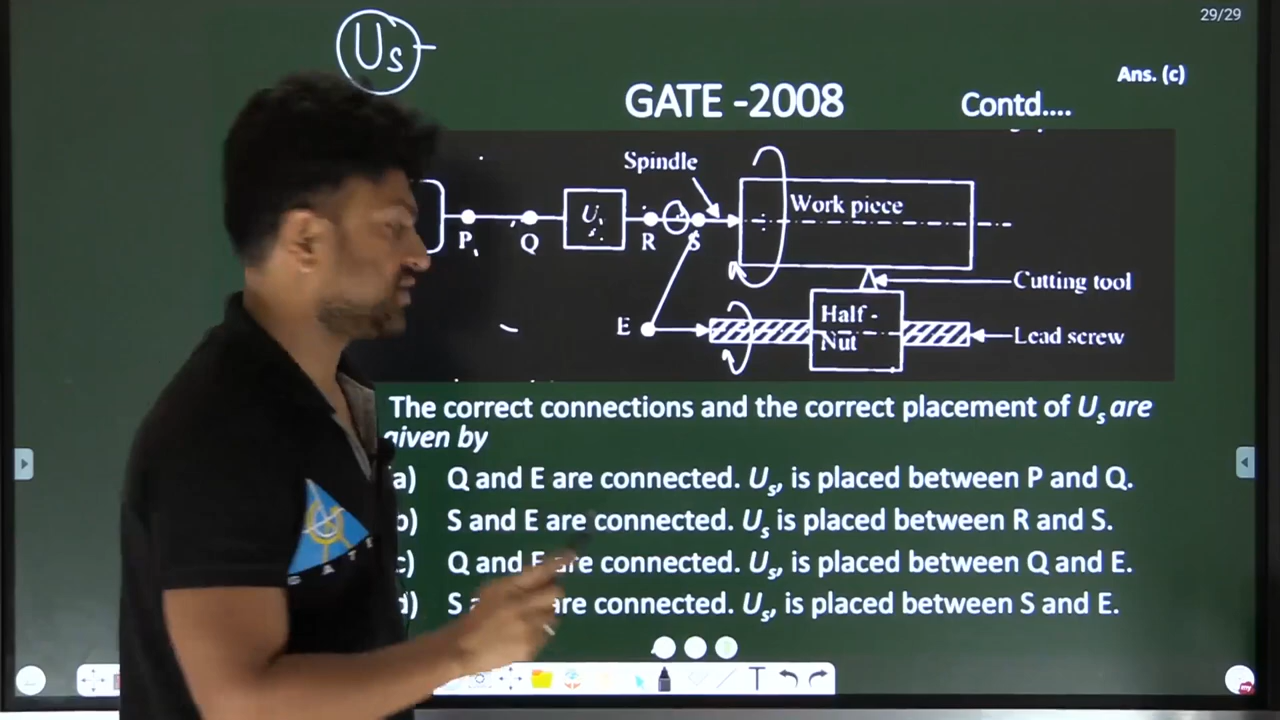 29/29
Us
Ans. (c)
GATE -2008 Contd....
Spindle
Work piece
P Q U R S
Cutting tool
E Half -
Nut
Lead screw
The correct connections and the correct placement of Us are
given by
a) Q and E are connected. Us, is placed between P and Q.
b) S and E are connected. Us is placed between R and S.
c) Q and E are connected. Us, is placed between Q and E.
d) S are connected. Us, is placed between S and E.
GATE
T